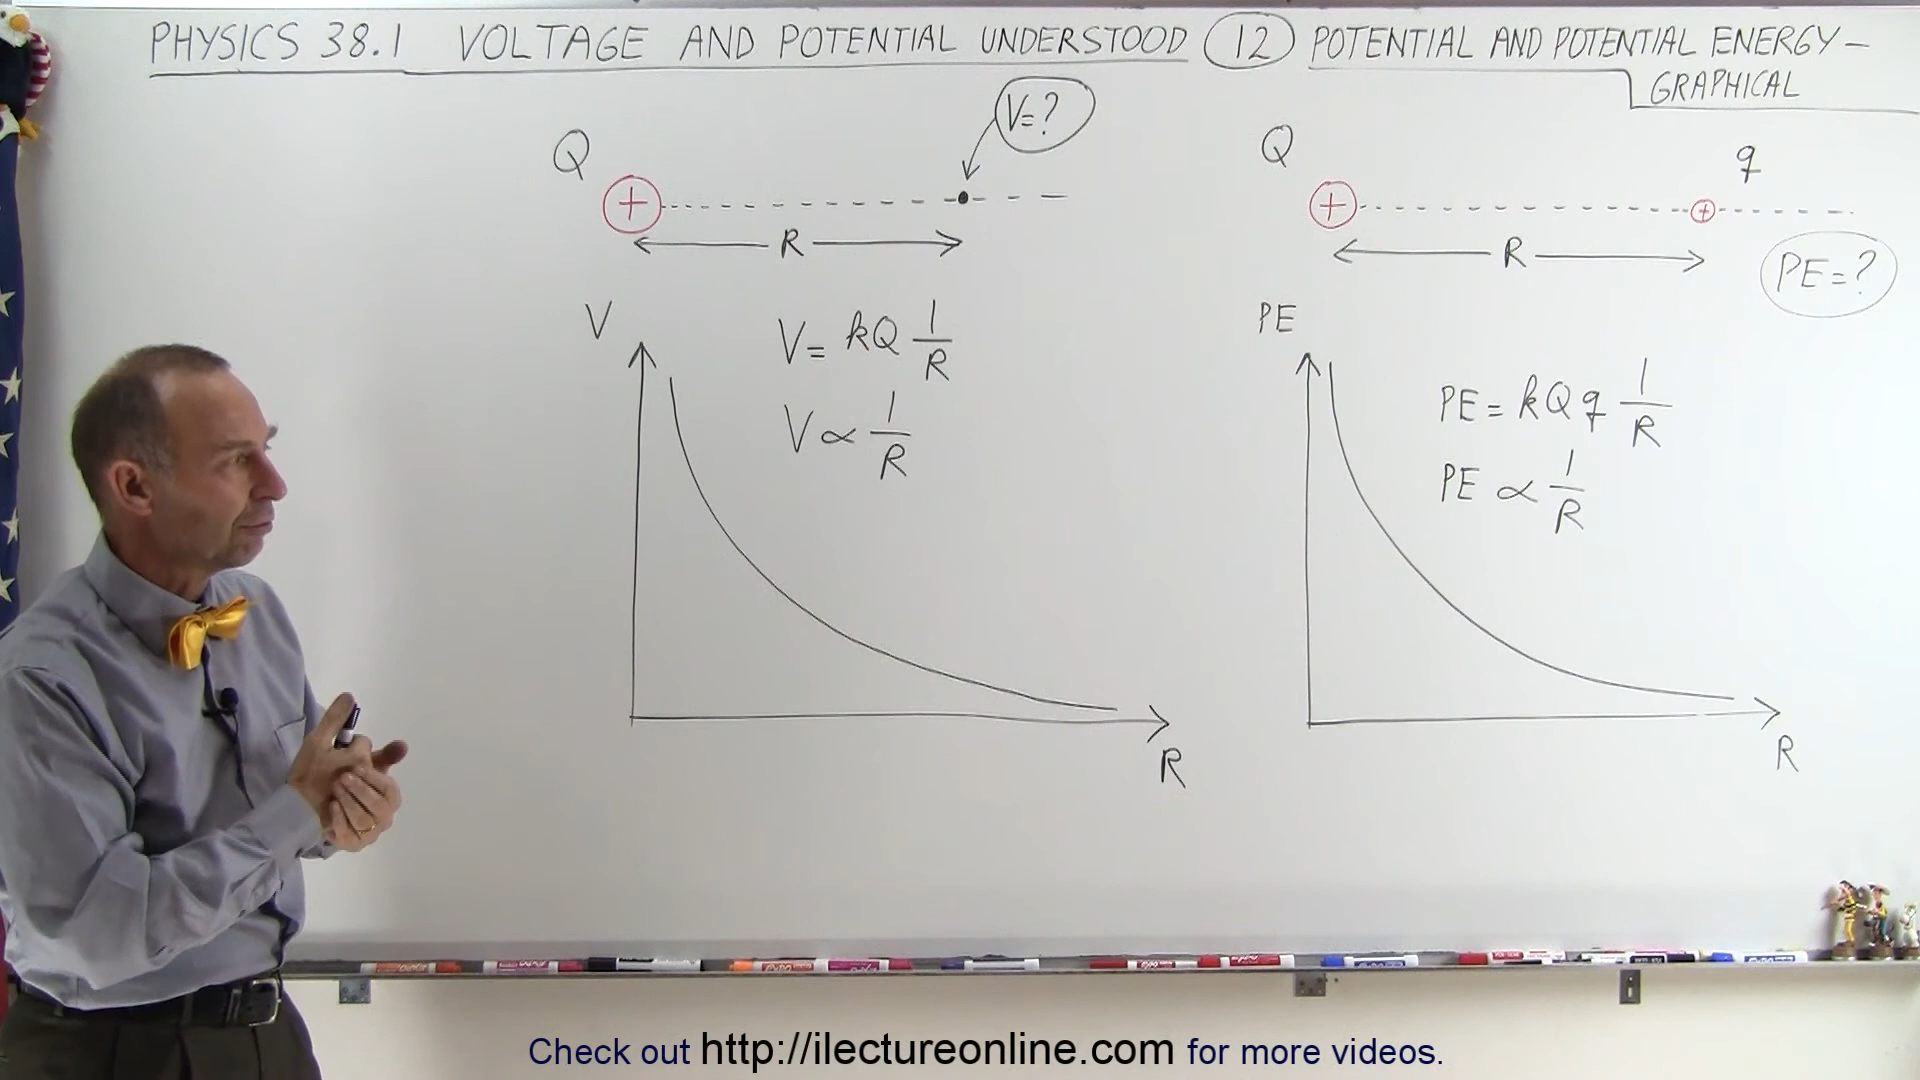 PHYSICS 38.1 VOLTAGE AND POTENTIAL UNDERSTOOD 12 POTENTIAL AND POTENTIAL ENERGY –
GRAPHICAL
Q
V=?
R
V
V = kQ 1/R
V ∝ 1/R
R
Q
q
R
PE=?
PE
PE = kQq 1/R
PE ∝ 1/R
R
Check out http://ilectureonline.com for more videos.